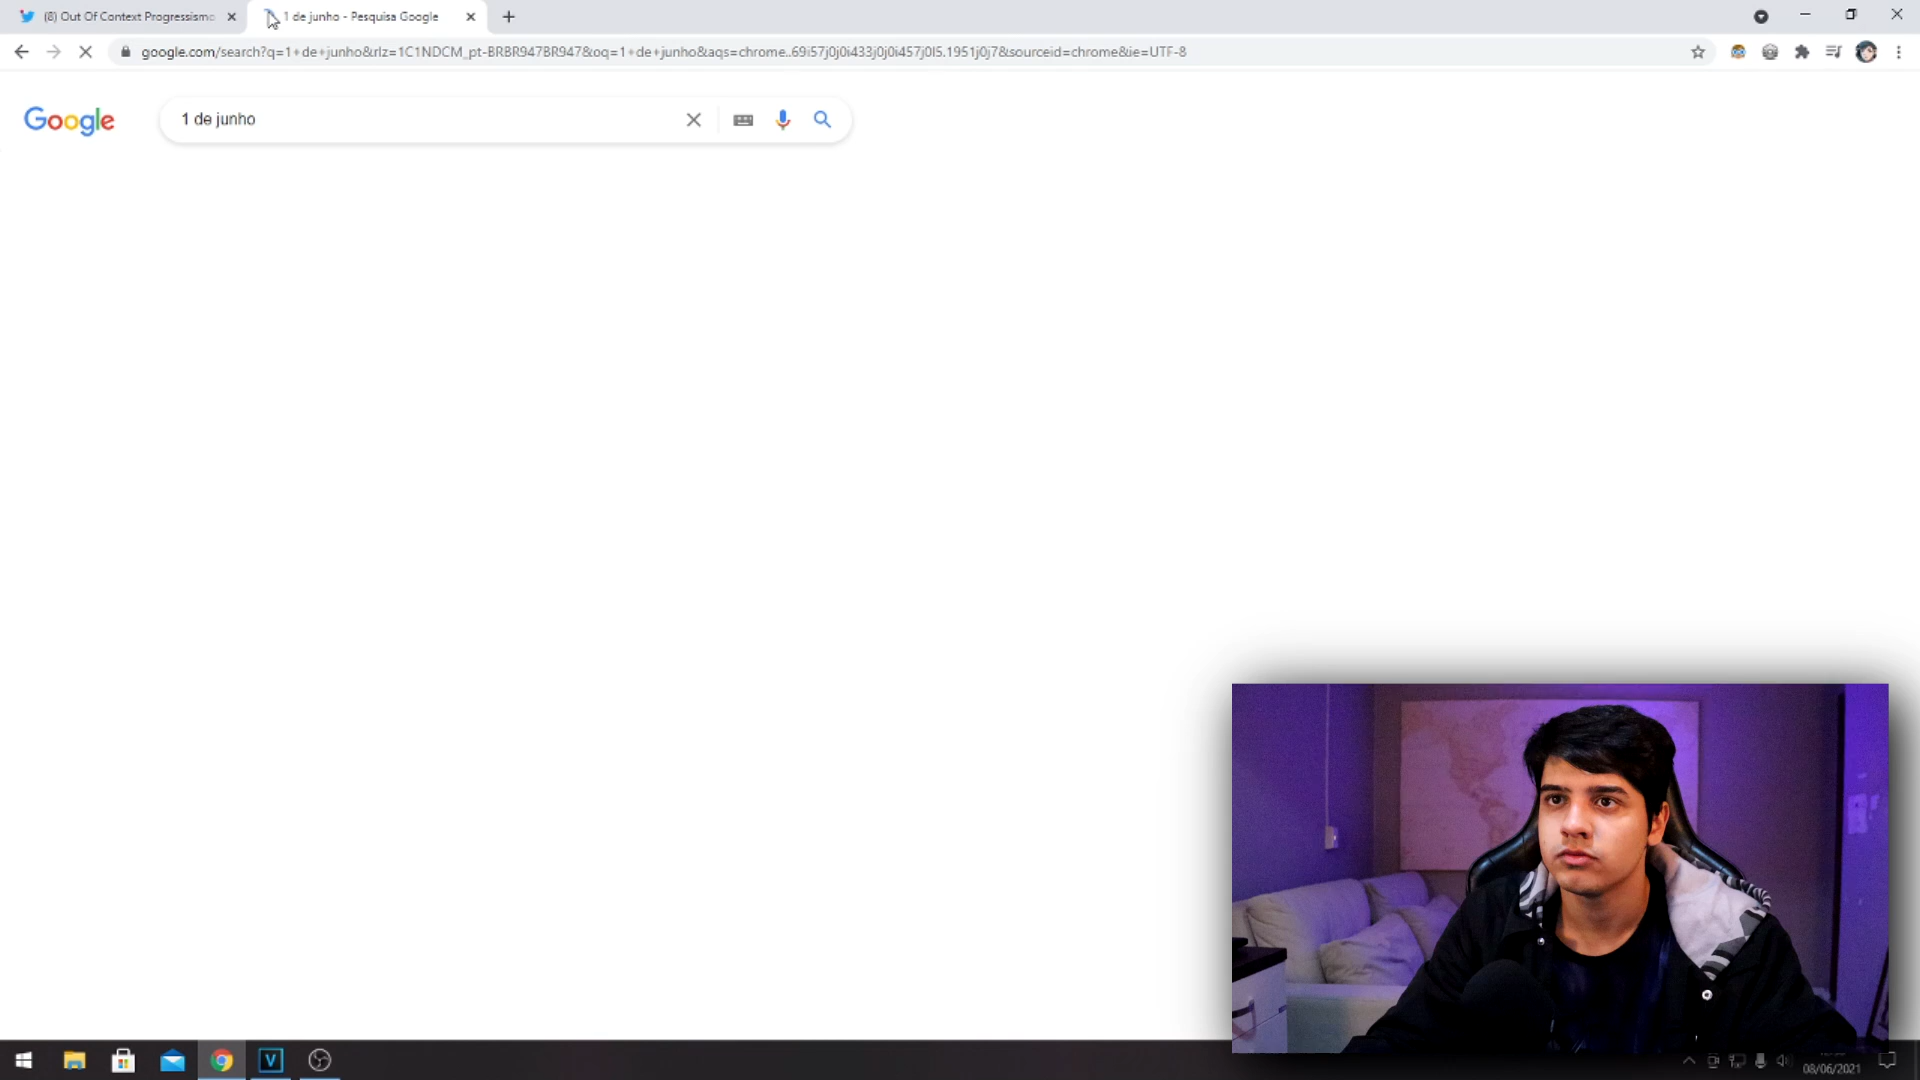 (8) Out Of Context Progressismo
1 de junho - Pesquisa Google
google.com/search?q=1+de+junho&rlz=1C1NDCM_pt-BRBR947BR947&oq=1+de+junho&aqs=chrome..69i57j0j0i433j0j0i457j0l5.1951j0j7&sourceid=chrome&ie=UTF-8
Google
1 de junho
V
08/06/2021